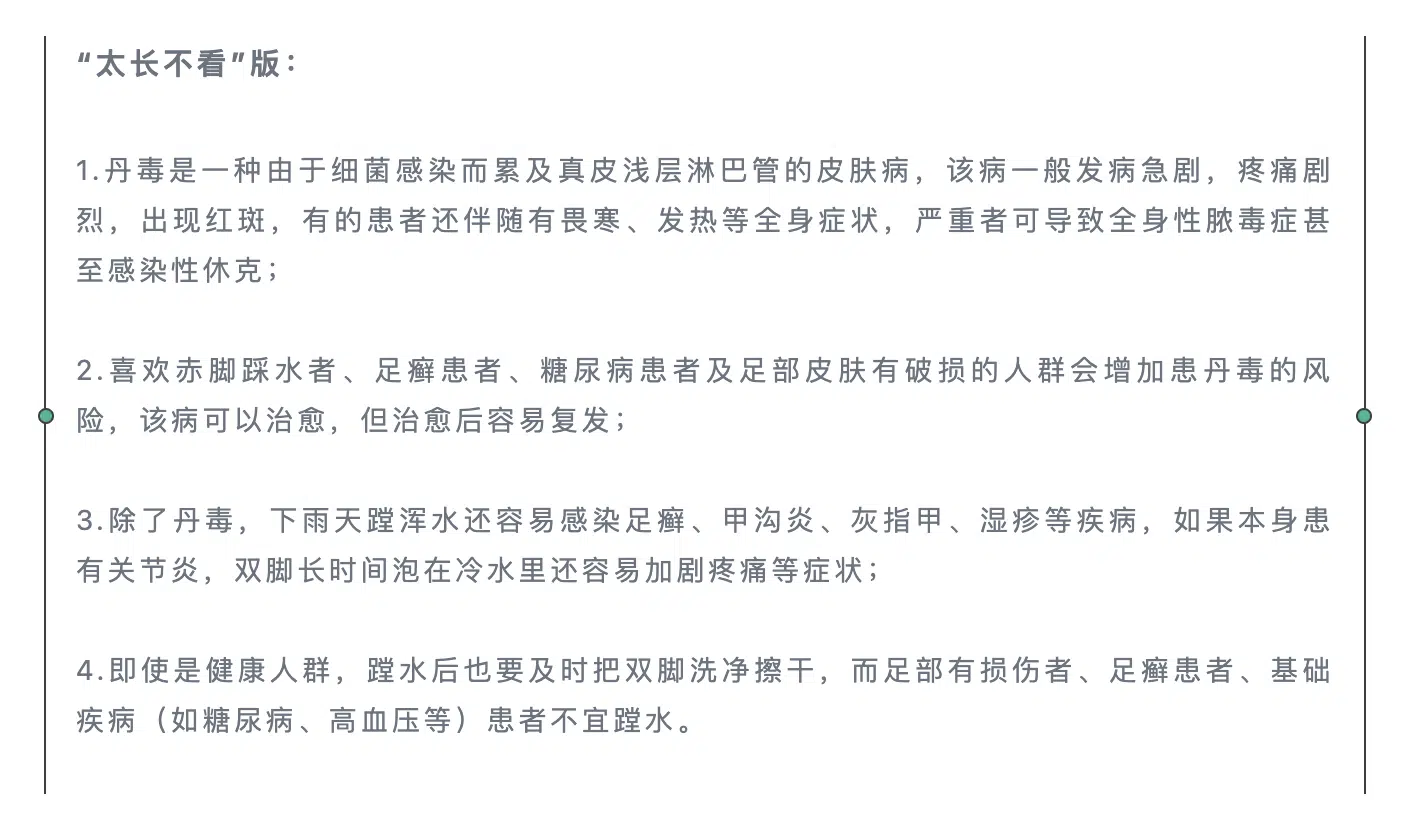 “太长不看”版：
1.丹毒是一种由于细菌感染而累及真皮浅层淋巴管的皮肤病，该病一般发病急剧，疼痛剧
烈，出现红斑，有的患者还伴随有畏寒、发热等全身症状，严重者可导致全身性脓毒症甚
至感染性休克；
2.喜欢赤脚踩水者、足癣患者、糖尿病患者及足部皮肤有破损的人群会增加患丹毒的风
险，该病可以治愈，但治愈后容易复发；
3.除了丹毒，下雨天蹚浑水还容易感染足癣、甲沟炎、灰指甲、湿疹等疾病，如果本身患
有关节炎，双脚长时间泡在冷水里还容易加剧疼痛等症状；
4.即使是健康人群，蹚水后也要及时把双脚洗净擦干，而足部有损伤者、足癣患者、基础
疾病（如糖尿病、高血压等）患者不宜蹚水。